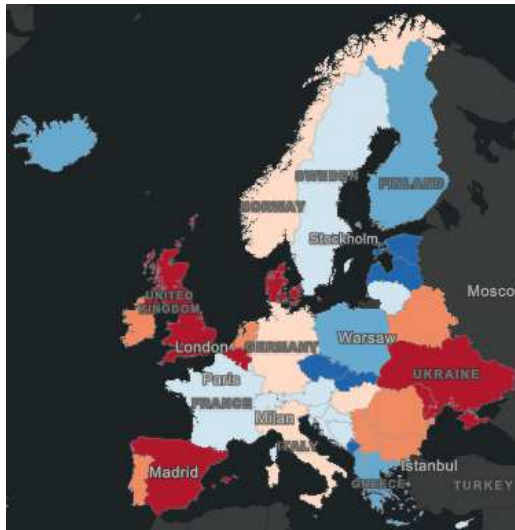 SWEDEN
FINLAND
NORWAY
Stockholm
Mosco
UNITED
KINGDOM
London
GERMANY
Warsaw
Paris
UKRAINE
FRANCE
Milan
ITALY
Madrid
Istanbul
GREECE
TURKEY